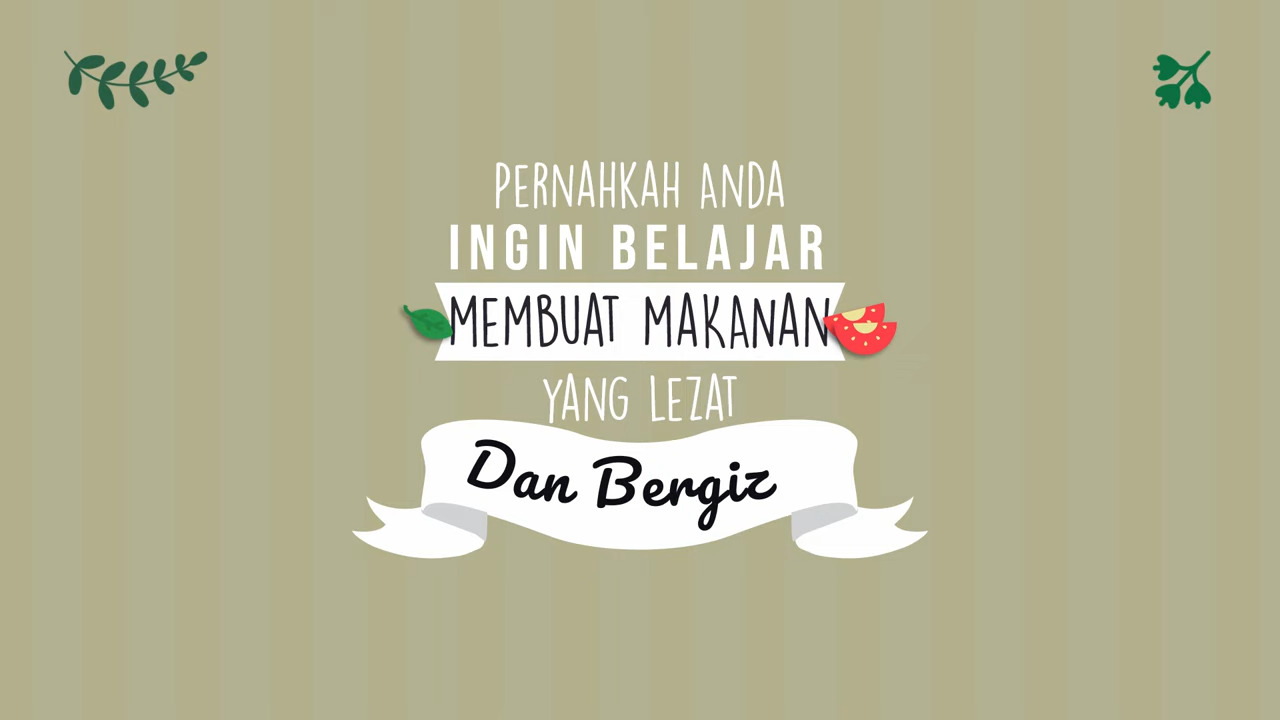 PERNAHKAH ANDA
INGIN BELAJAR
MEMBUAT MAKANAN
YANG LEZAT
Dan Bergiz